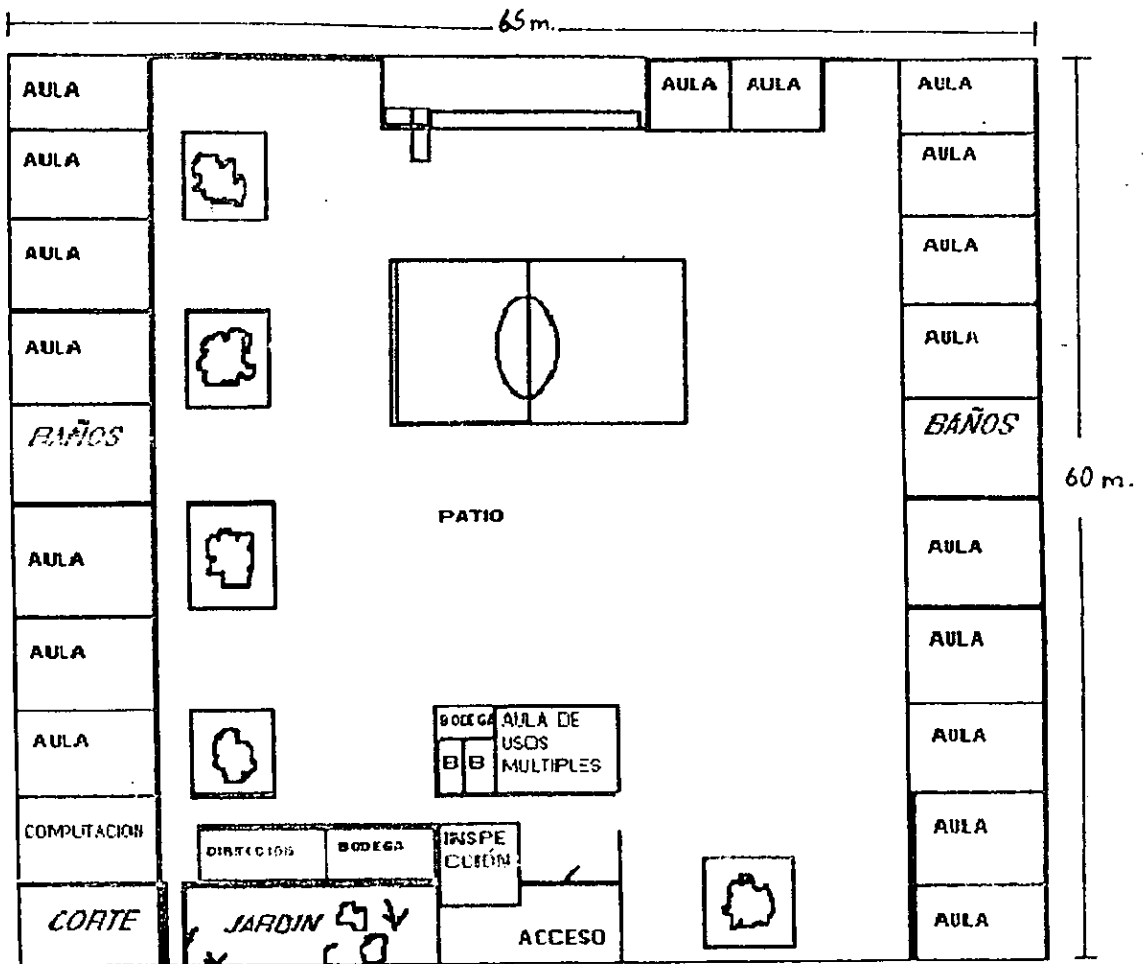 65 m.
AULA
AULA AULA
AULA
AULA
AULA
AULA
AULA
AULA
AULA
BAÑOS
BAÑOS
60 m.
PATIO
AULA
AULA
AULA
AULA
BODEGA
B B
AULA DE
USOS
MULTIPLES
AULA
AULA
COMPUTACION
DIRECCION
BODEGA
INSPE
CCIÓN
AULA
CORTE
JARDIN
ACCESO
AULA